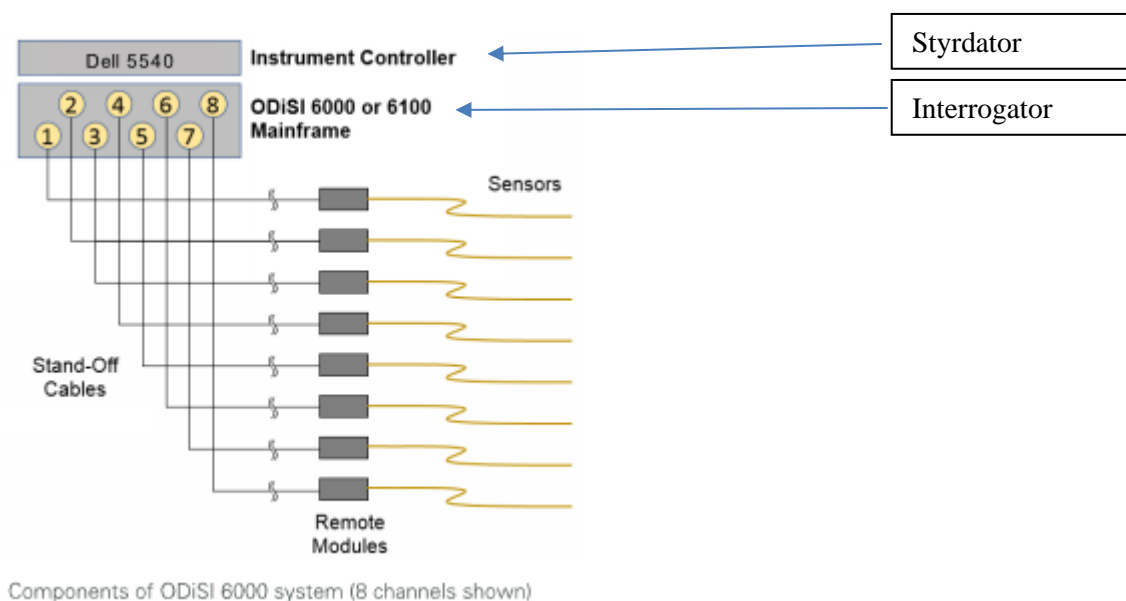 Dell 5540
Instrument Controller
Styrdator
2 4 6 8
ODiSI 6000 or 6100
Mainframe
Interrogator
1 3 5 7
Sensors
Stand-Off
Cables
Remote
Modules
Components of ODiSI 6000 system (8 channels shown)